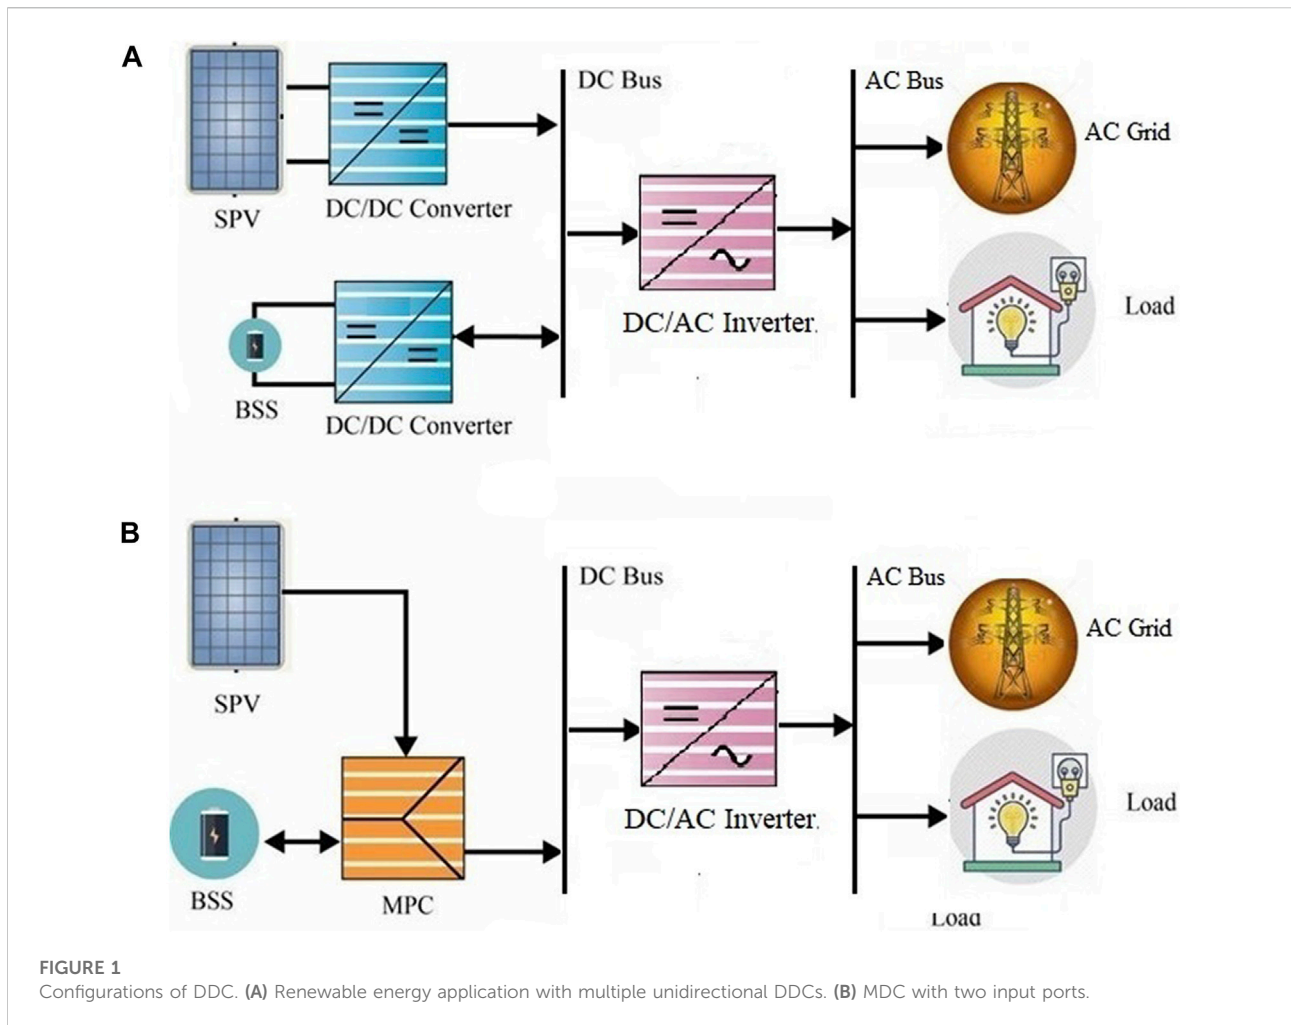 A
DC Bus
AC Bus
AC Grid
SPV
DC/DC Converter
DC/AC Inverter.
Load
BSS
DC/DC Converter
B
DC Bus
AC Bus
AC Grid
SPV
DC/AC Inverter.
Load
BSS
MPC
Load
FIGURE 1
Configurations of DDC. (A) Renewable energy application with multiple unidirectional DDCs. (B) MDC with two input ports.